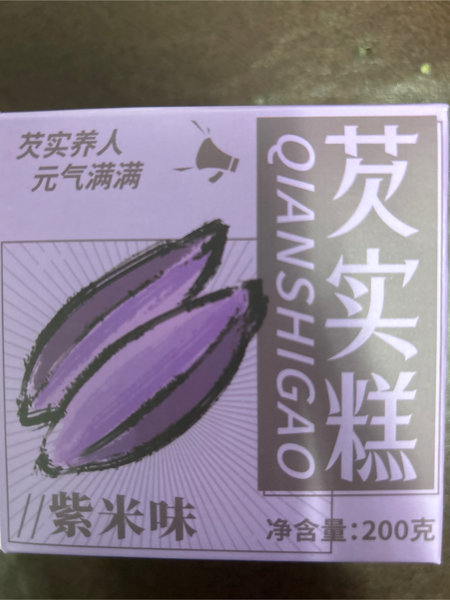 芡实养人
元气满满
芡实糕
QIANSHIGAO
//紫米味
净含量:200克